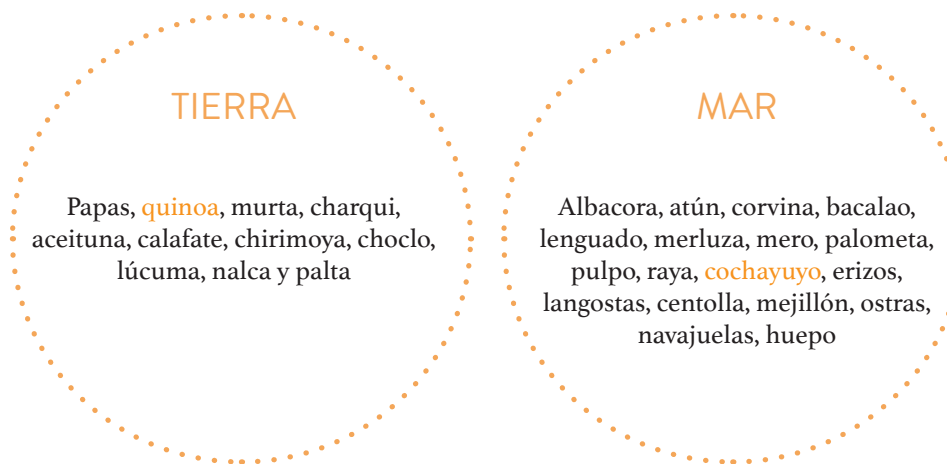 TIERRA
Papas, quinoa, murta, charqui,
aceituna, calafate, chirimoya, choclo,
lúcuma, nalca y palta
MAR
Albacora, atún, corvina, bacalao,
lenguado, merluza, mero, palometa,
pulpo, raya, cochayuyo, erizos,
langostas, centolla, mejillón, ostras,
navajuelas, huepo